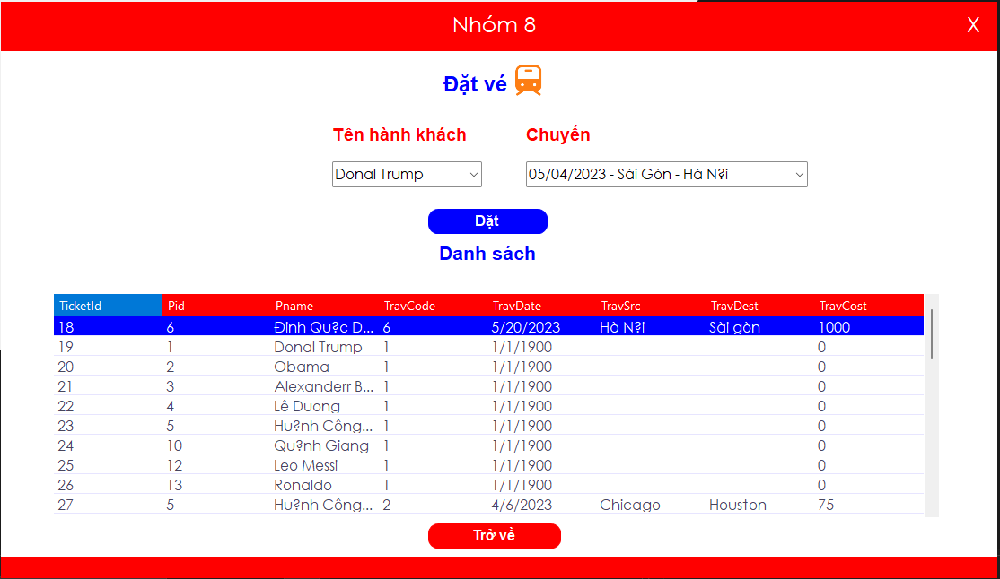 Nhóm 8 X
Đặt vé
Tên hành khách Chuyến
Donal Trump 05/04/2023 - Sài Gòn - Hà N?i
Đặt
Danh sách
TicketId Pid Pname TravCode TravDate TravSrc TravDest TravCost
18 6 Đinh Qu?c D... 6 5/20/2023 Hà N?i Sài gòn 1000
19 1 Donal Trump 1 1/1/1900 0
20 2 Obama 1 1/1/1900 0
21 3 Alexanderr B... 1 1/1/1900 0
22 4 Lê Duong 1 1/1/1900 0
23 5 Hu?nh Công... 1 1/1/1900 0
24 10 Qu?nh Giang 1 1/1/1900 0
25 12 Leo Messi 1 1/1/1900 0
26 13 Ronaldo 1 1/1/1900 0
27 5 Hu?nh Công... 2 4/6/2023 Chicago Houston 75
Trở về